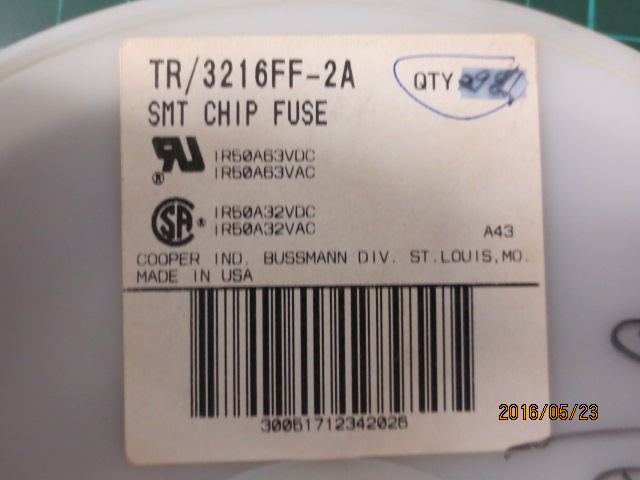 TR/3216FF-2A
QTY
SMT CHIP FUSE
IR50A63VDC
IR50A63VAC
SA
IR50A32VDC
IR50A32VAC
A43
COOPER IND. BUSSMANN DIV. ST.LOUIS,MO.
MADE IN USA
30051712342026
2016/05/23